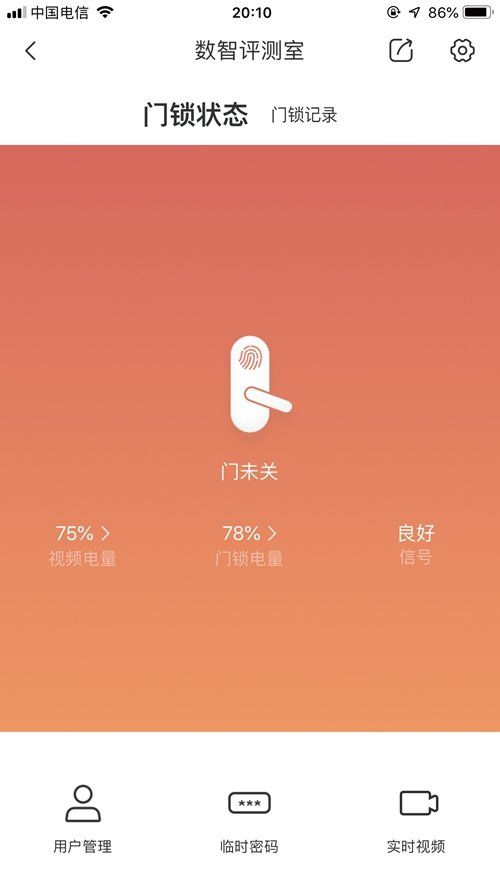 中国电信 20:10 86%
数智评测室
门锁状态 门锁记录
门未关
75% 78% 良好
视频电量 门锁电量 信号
***
用户管理 临时密码 实时视频